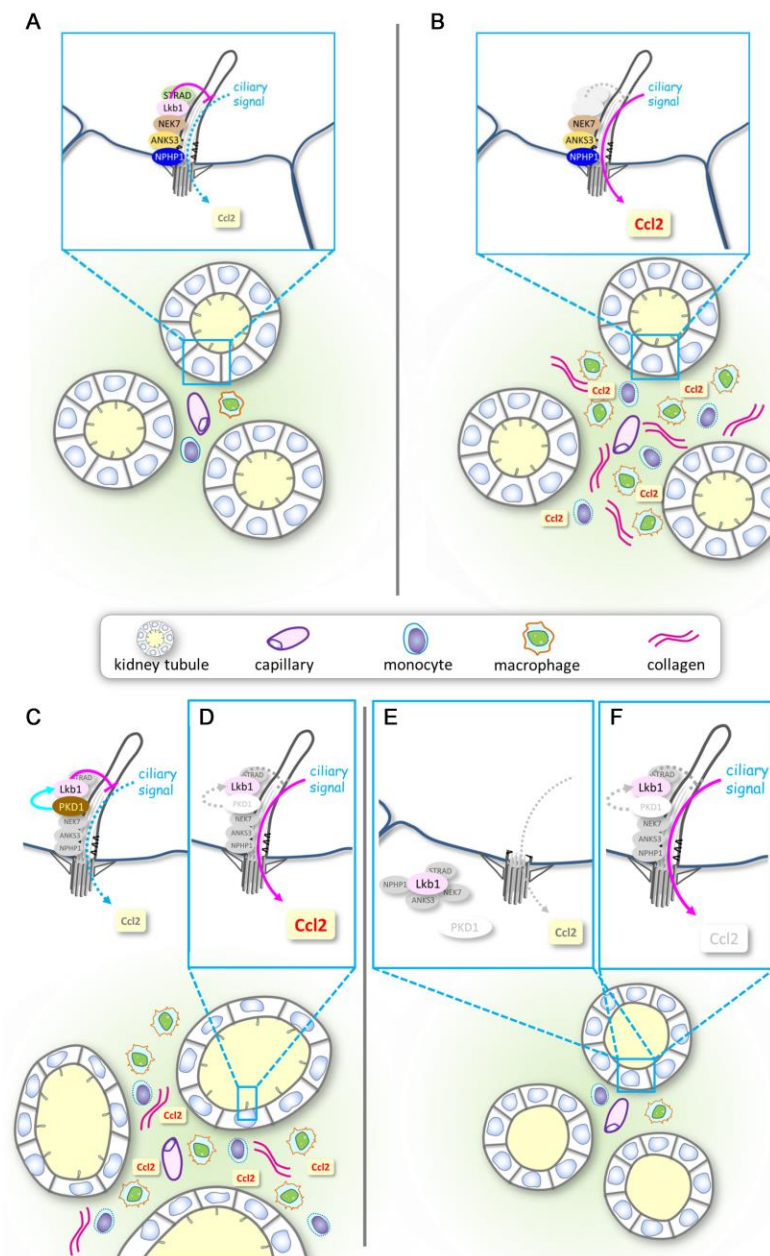 A
STRAD
Lkb1
NEK7
ANKS3
NPHP1
ciliary
signal
Ccl2
B
NEK7
ANKS3
NPHP1
ciliary
signal
Ccl2
Ccl2
Ccl2
Ccl2
Ccl2
kidney tubule
capillary
monocyte
macrophage
collagen
C
STRAD
Lkb1
PKD1
NEK7
ANKS3
NPHP1
ciliary
signal
Ccl2
D
STRAD
Lkb1
PKD1
NEK7
ANKS3
NPHP1
ciliary
signal
Ccl2
E
STRAD
NPHP1
Lkb1
NEK7
ANKS3
PKD1
Ccl2
F
STRAD
Lkb1
PKD1
NEK7
ANKS3
NPHP1
ciliary
signal
Ccl2
Ccl2
Ccl2
Ccl2
Ccl2